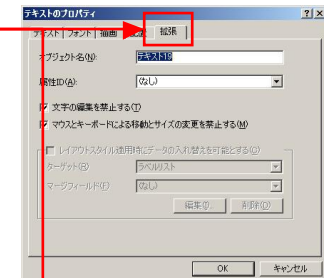 テキストのプロパティ
テキスト フォント 描画 拡張
オブジェクト名(N): テキスト19
属性ID(A): (なし)
文字の編集を禁止する(I)
マウスとキーボードによる移動とサイズの変更を禁止する(M)
レイアウトスタイル適用時にデータの入れ替えを可能とする(O)
ターゲット(R) ラベルリスト
マージフィールド(F) (なし)
編集(D)... 削除(D)
OK キャンセル